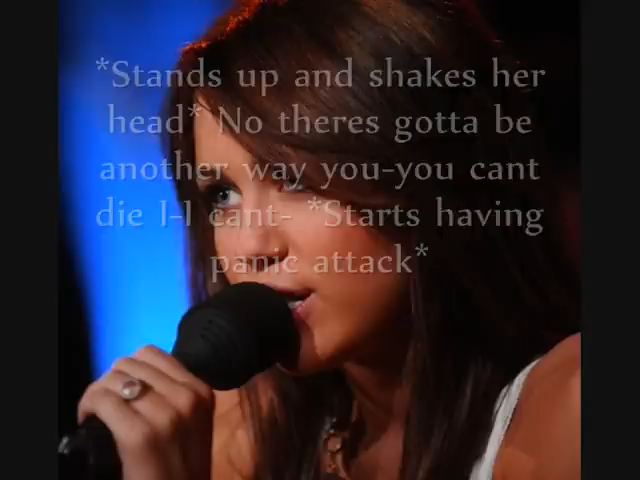 *Stands up and shakes her
head* No theres gotta be
another way you-you cant
die I-I cant- *Starts having
panic attack*